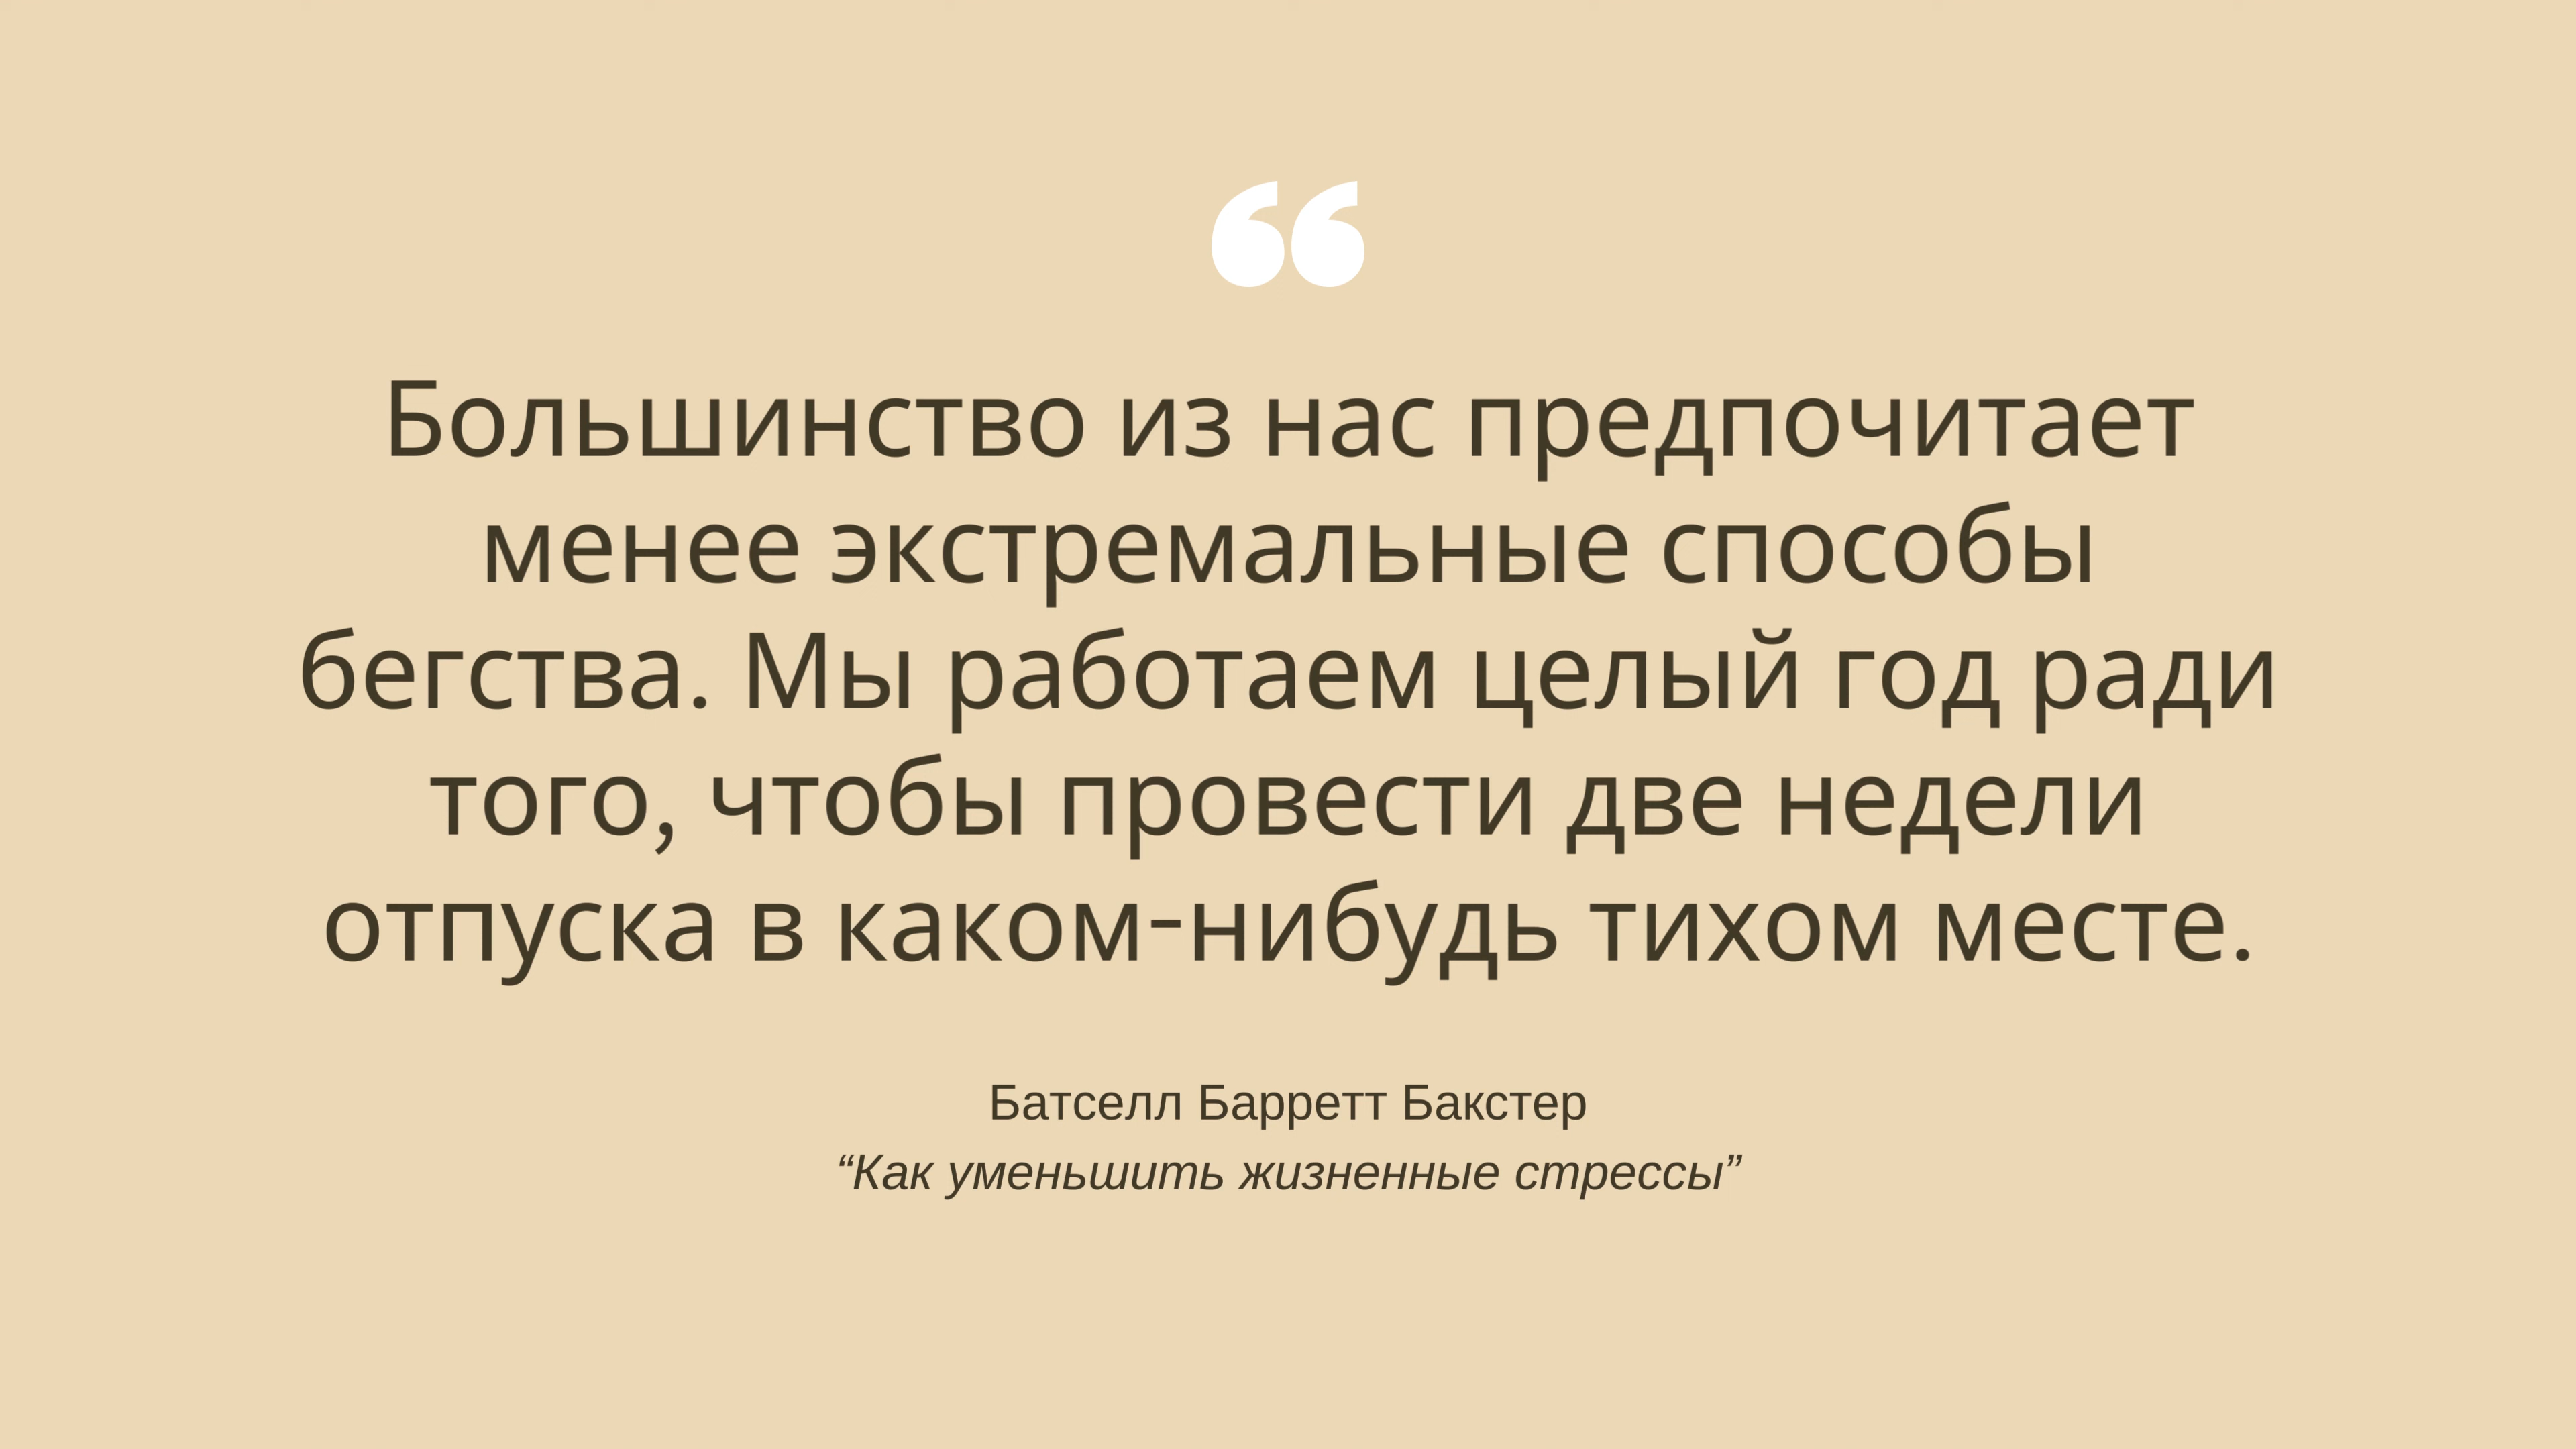 “
Большинство из нас предпочитает
менее экстремальные способы
бегства. Мы работаем целый год ради
того, чтобы провести две недели
отпуска в каком-нибудь тихом месте.
Батселл Барретт Бакстер
“Как уменьшить жизненные стрессы”